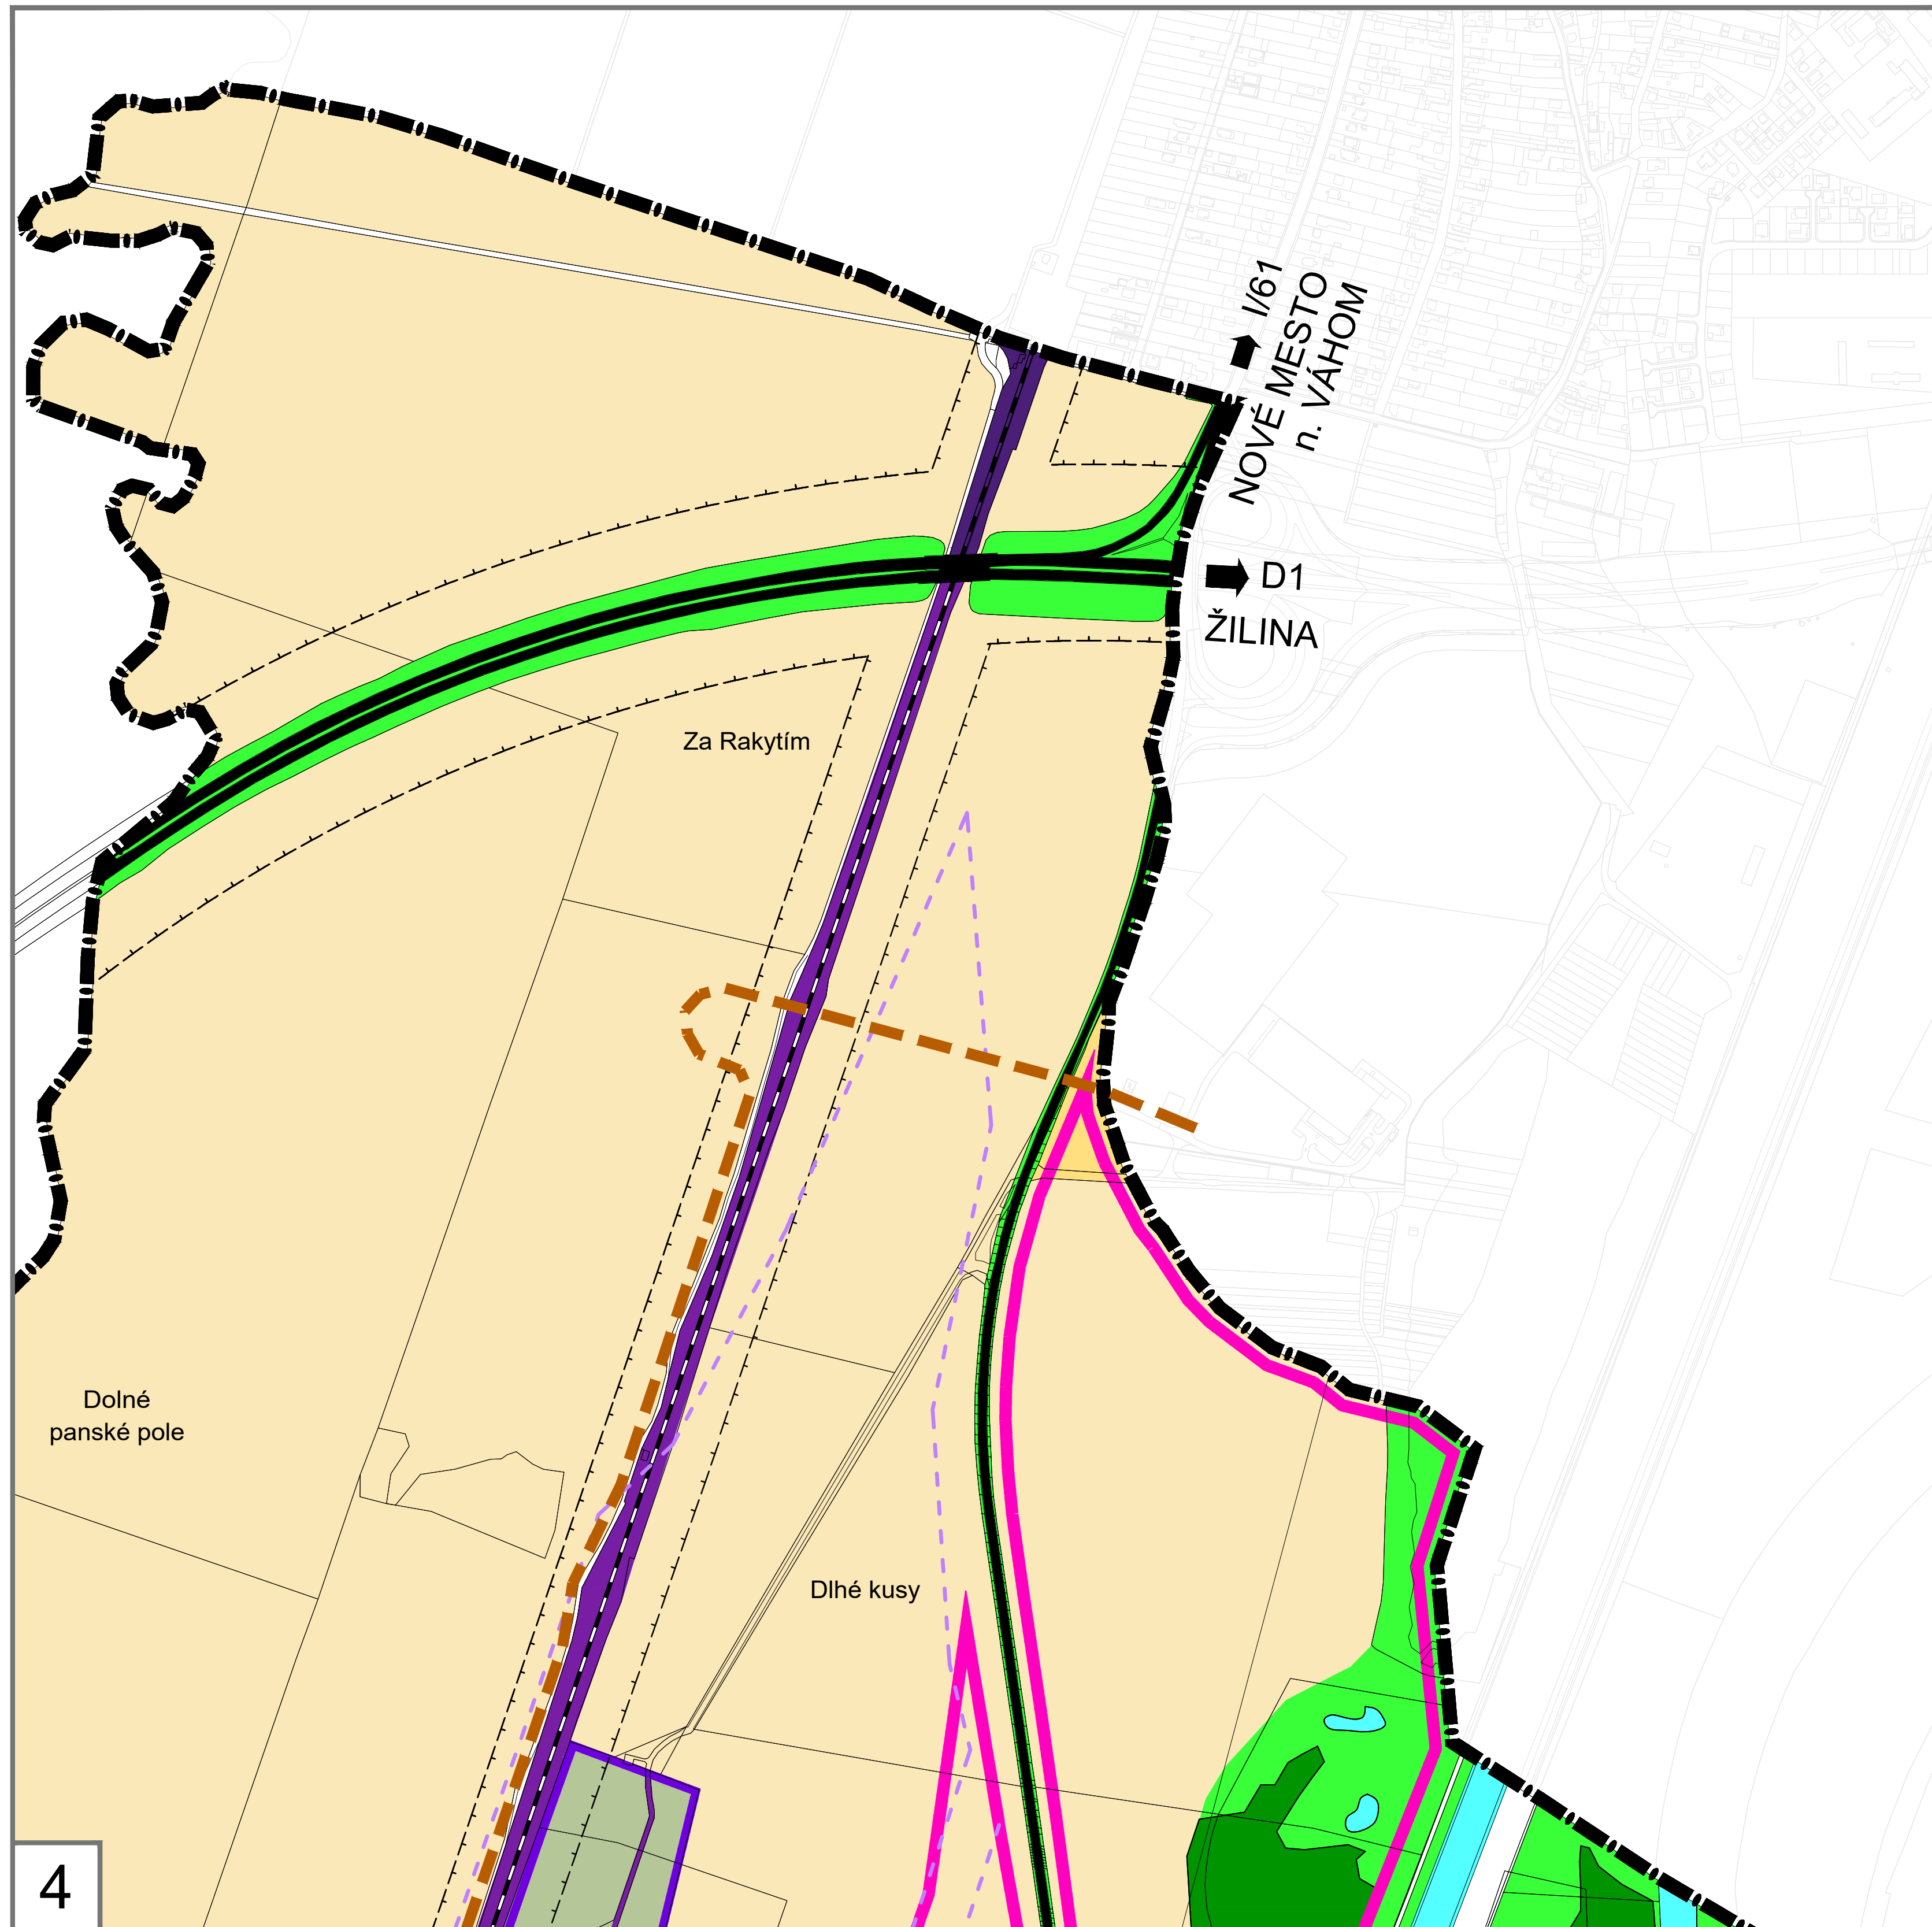 I/61
NOVÉ MESTO
n. VÁHOM
D1
ŽILINA
Za Rakytím
Dolné
panské pole
Dlhé kusy
4